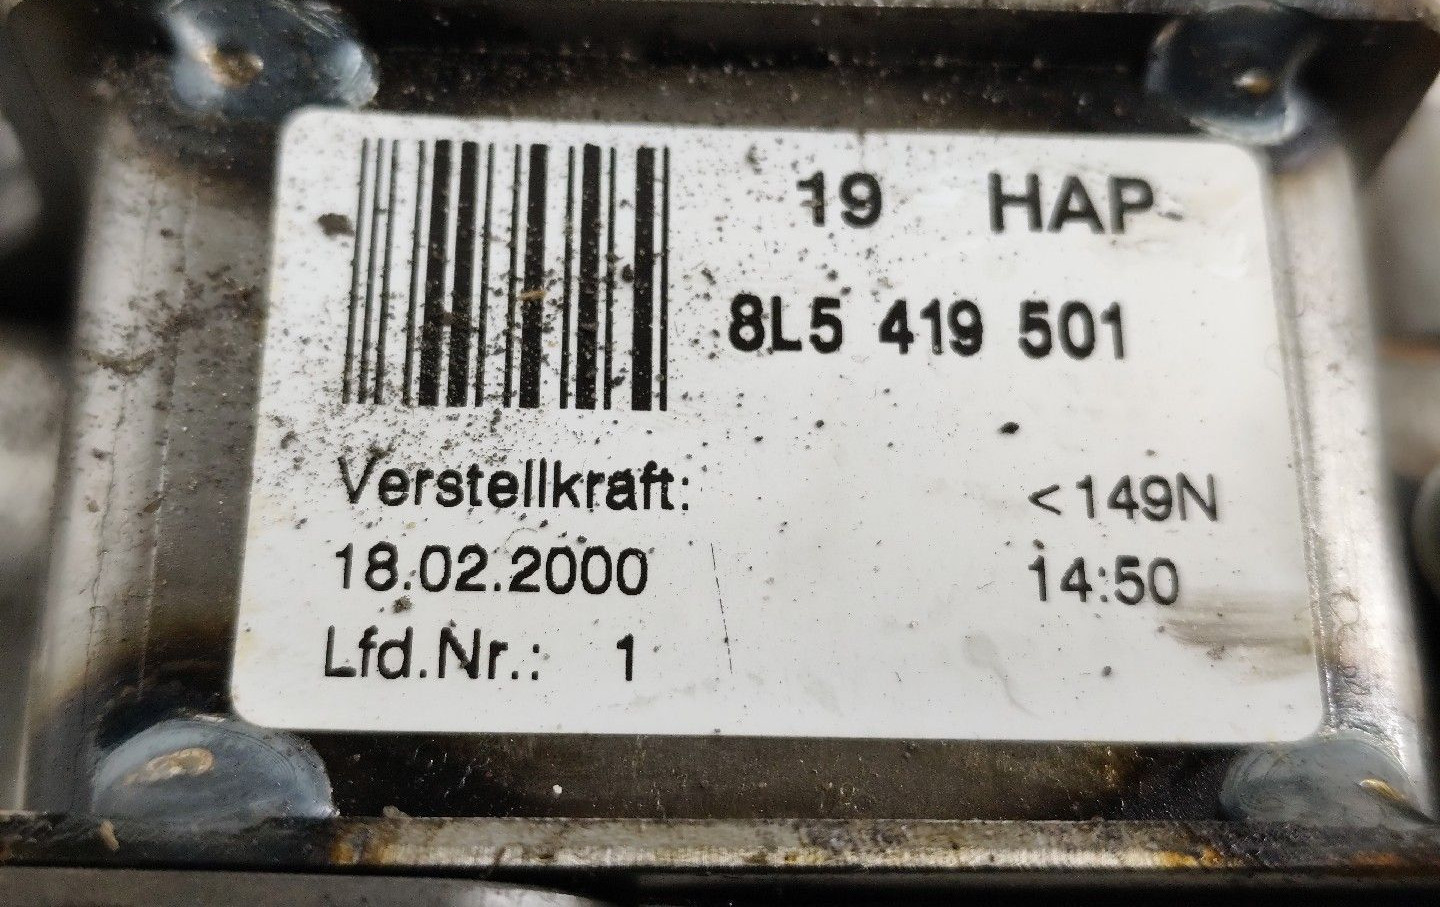 19 HAP
8L5 419 501
Verstellkraft: <149N
18.02.2000 14:50
Lfd.Nr.: 1